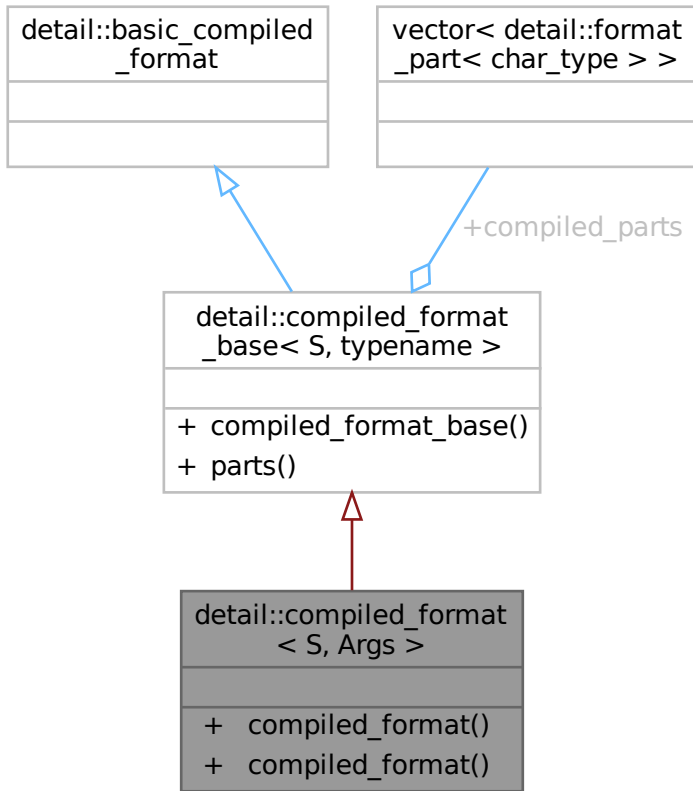 detail::basic_compiled
_format
vector< detail::format
_part< char_type > >
+compiled_parts
detail::compiled_format
_base< S, typename >
+ compiled_format_base()
+ parts()
detail::compiled_format
< S, Args >
+ compiled_format()
+ compiled_format()